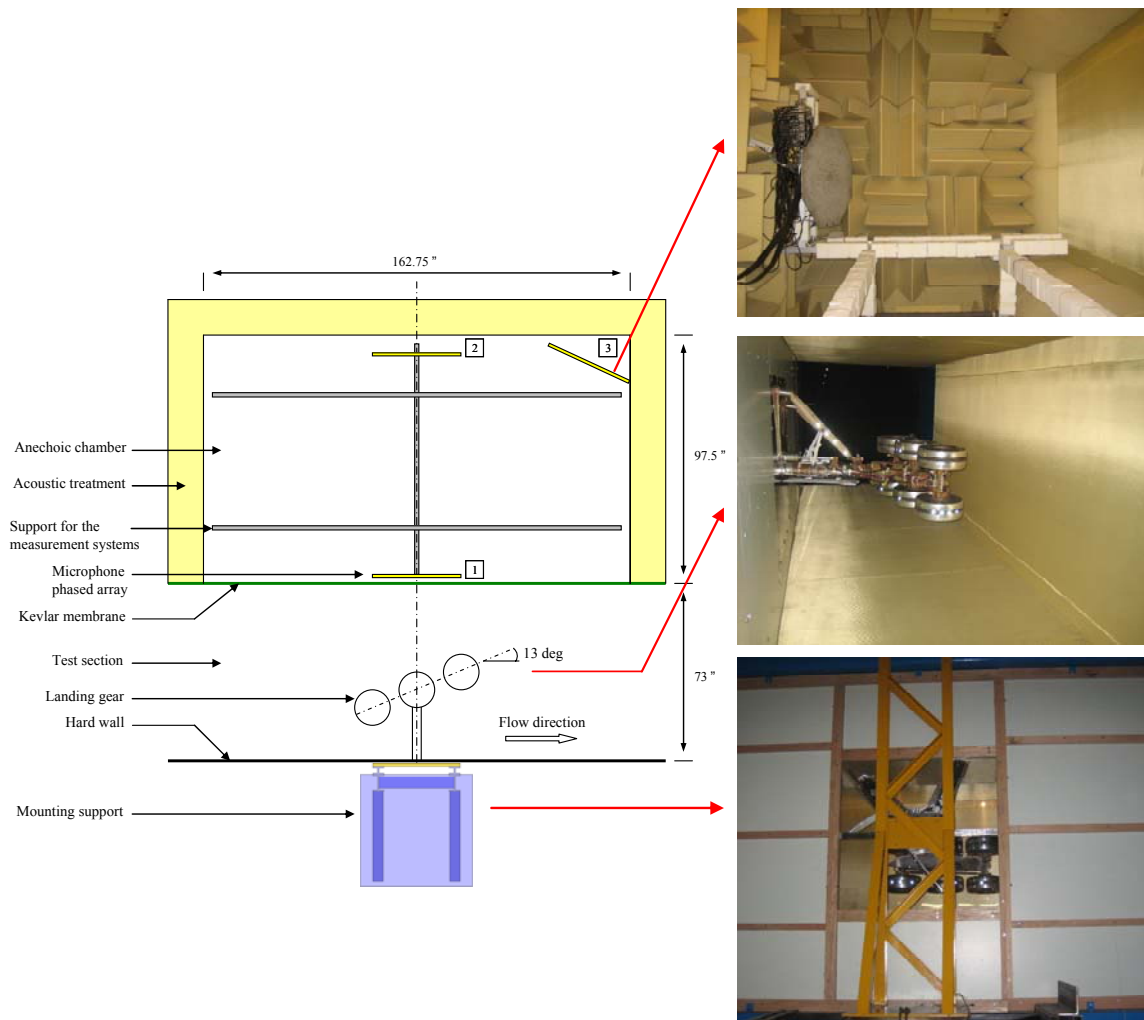 162.75 ”
2
3
Anechoic chamber
97.5 ”
Acoustic treatment
Support for the
measurement systems
Microphone
phased array
1
Kevlar membrane
Test section
13 deg
Landing gear
73 ”
Hard wall
Flow direction
Mounting support